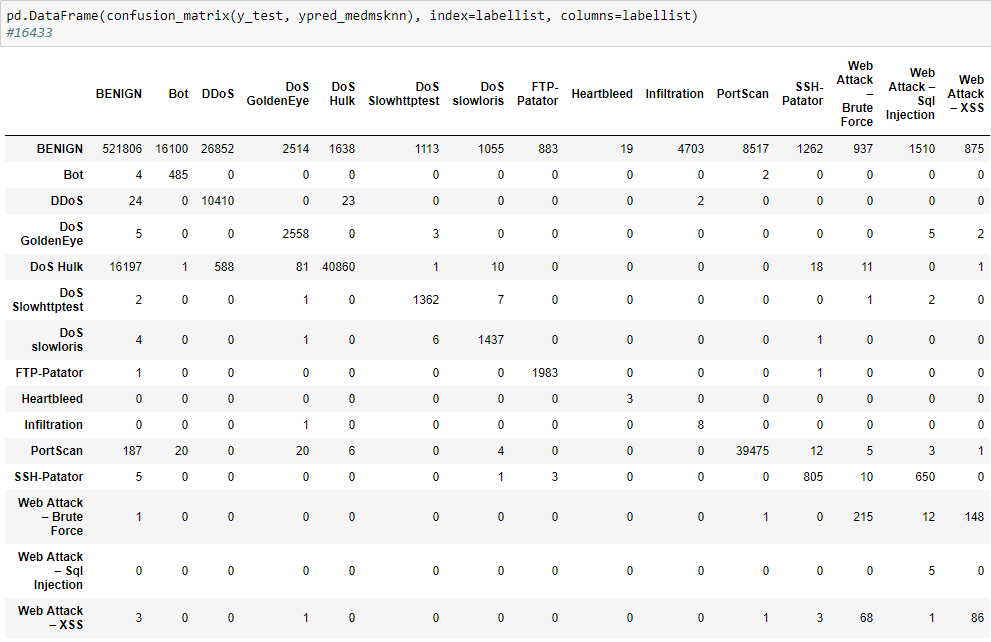 pd.DataFrame(confusion_matrix(y_test, ypred_medmsknn), index=labellist, columns=labellist)
#16433
BENIGN Bot DDoS DoS GoldenEye DoS Hulk DoS Slowhttptest DoS slowloris FTP-Patator Heartbleed Infiltration PortScan SSH-Patator Web Attack – Brute Force Web Attack – Sql Injection Web Attack – XSS
BENIGN 521806 16100 26852 2514 1638 1113 1055 883 19 4703 8517 1262 937 1510 875
Bot 4 485 0 0 0 0 0 0 0 0 2 0 0 0 0
DDoS 24 0 10410 0 23 0 0 0 0 2 0 0 0 0 0
DoS GoldenEye 5 0 0 2558 0 3 0 0 0 0 0 0 0 5 2
DoS Hulk 16197 1 588 81 40860 1 10 0 0 0 0 18 11 0 1
DoS Slowhttptest 2 0 0 1 0 1362 7 0 0 0 0 0 1 2 0
DoS slowloris 4 0 0 1 0 6 1437 0 0 0 0 1 0 0 0
FTP-Patator 1 0 0 0 0 0 0 1983 0 0 0 1 0 0 0
Heartbleed 0 0 0 0 0 0 0 0 3 0 0 0 0 0 0
Infiltration 0 0 0 1 0 0 0 0 0 8 0 0 0 0 0
PortScan 187 20 0 20 6 0 4 0 0 0 39475 12 5 3 1
SSH-Patator 5 0 0 0 0 0 1 3 0 0 0 805 10 650 0
Web Attack – Brute Force 1 0 0 0 0 0 0 0 0 0 1 0 215 12 148
Web Attack – Sql Injection 0 0 0 0 0 0 0 0 0 0 0 0 0 5 0
Web Attack – XSS 3 0 0 1 0 0 0 0 0 0 1 3 68 1 86